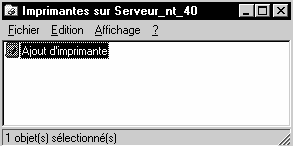 Imprimantes sur Serveur_nt_40
Fichier Edition Affichage ?
Ajout d'imprimante
1 objet(s) sélectionné(s)